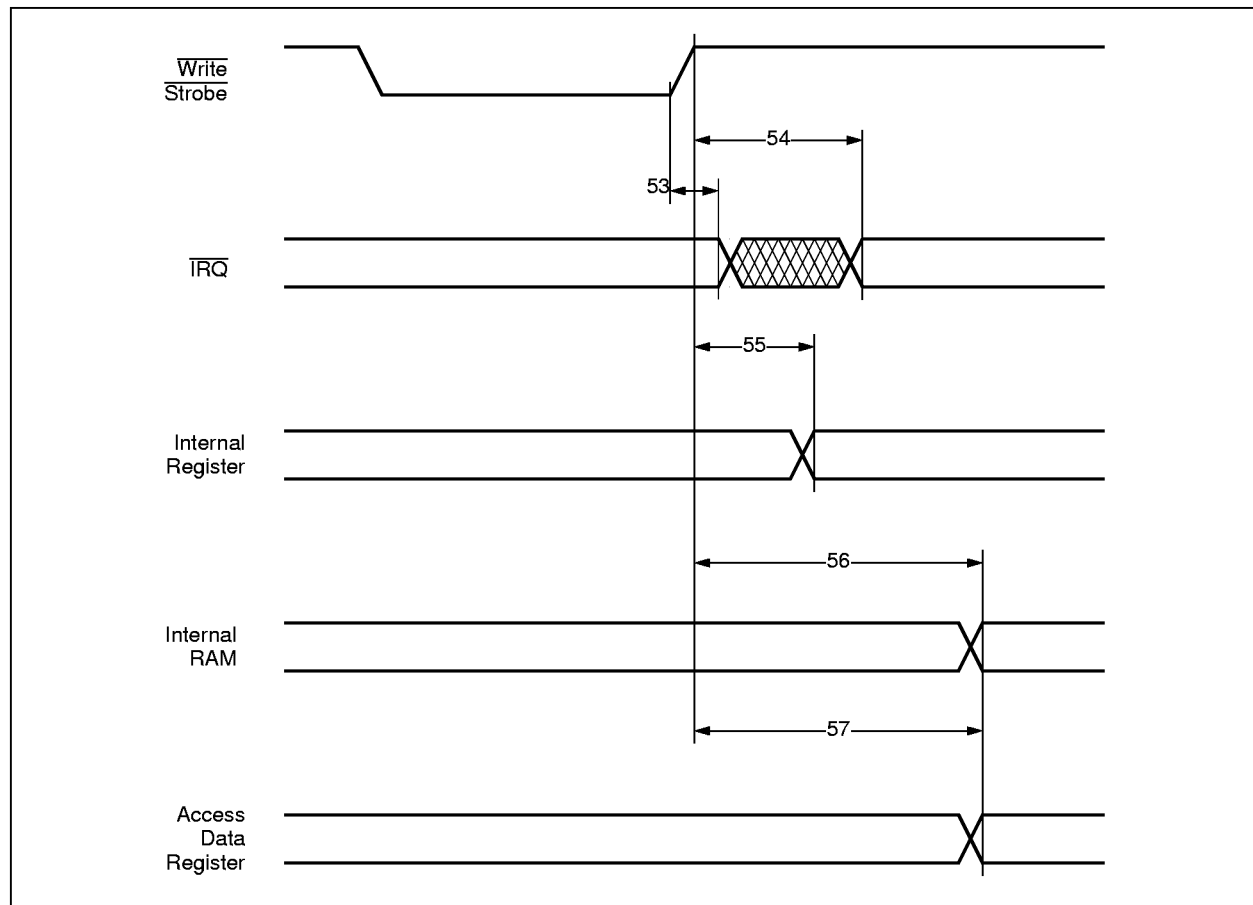 Write
Strobe
54
53
IRQ
55
Internal
Register
56
Internal
RAM
57
Access
Data
Register